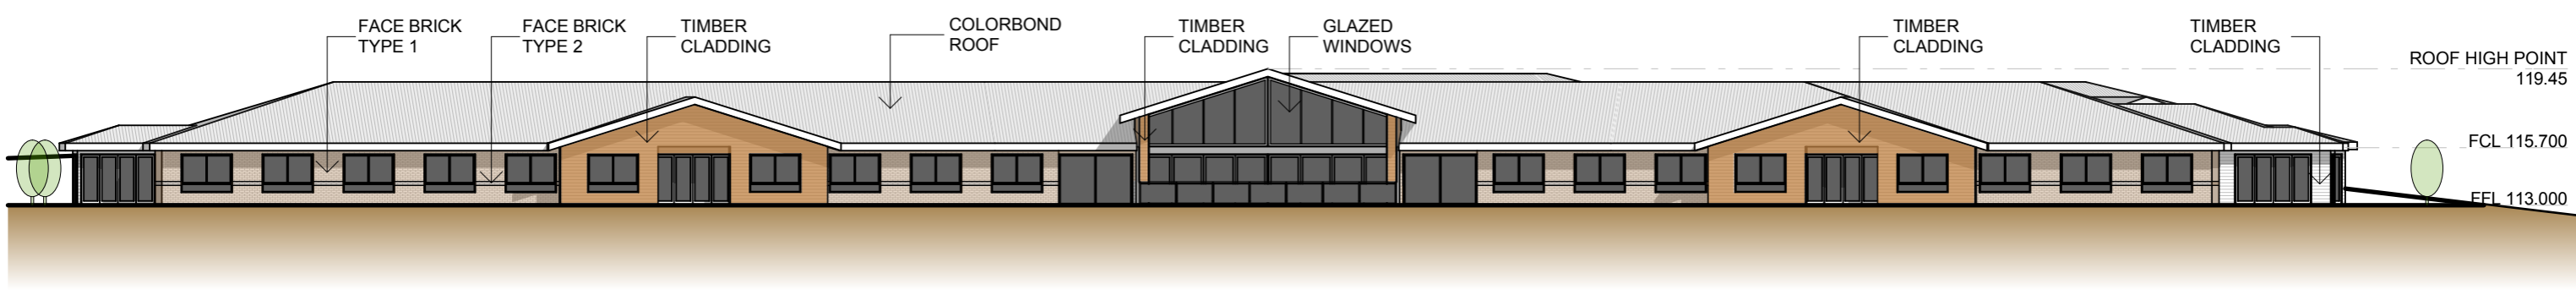 FACE BRICK
TYPE 1
FACE BRICK
TYPE 2
TIMBER
CLADDING
COLORBOND
ROOF
TIMBER
CLADDING
GLAZED
WINDOWS
TIMBER
CLADDING
TIMBER
CLADDING
ROOF HIGH POINT
119.45
FCL 115.700
FFL 113.000